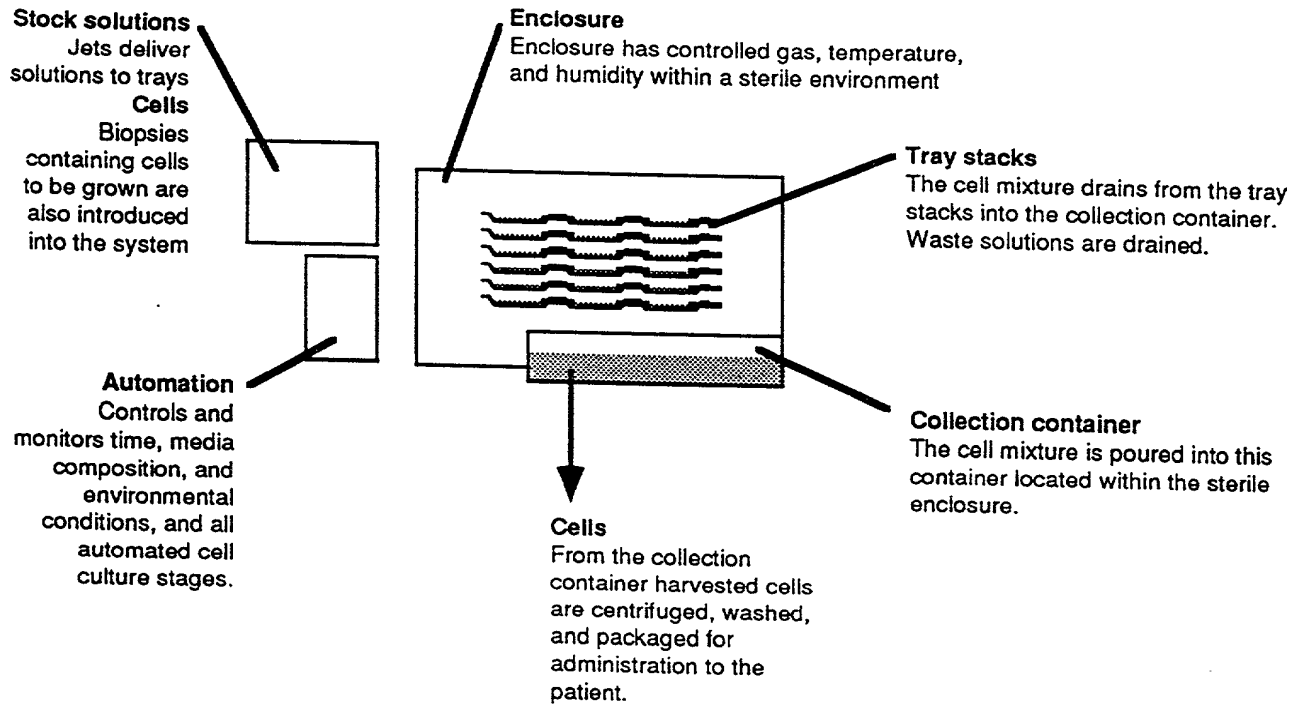 Stock solutions
Jets deliver
solutions to trays
Cells
Biopsies
containing cells
to be grown are
also introduced
into the system
Enclosure
Enclosure has controlled gas, temperature,
and humidity within a sterile environment
Tray stacks
The cell mixture drains from the tray
stacks into the collection container.
Waste solutions are drained.
Automation
Controls and
monitors time, media
composition, and
environmental
conditions, and all
automated cell
culture stages.
Collection container
The cell mixture is poured into this
container located within the sterile
enclosure.
Cells
From the collection
container harvested cells
are centrifuged, washed,
and packaged for
administration to the
patient.